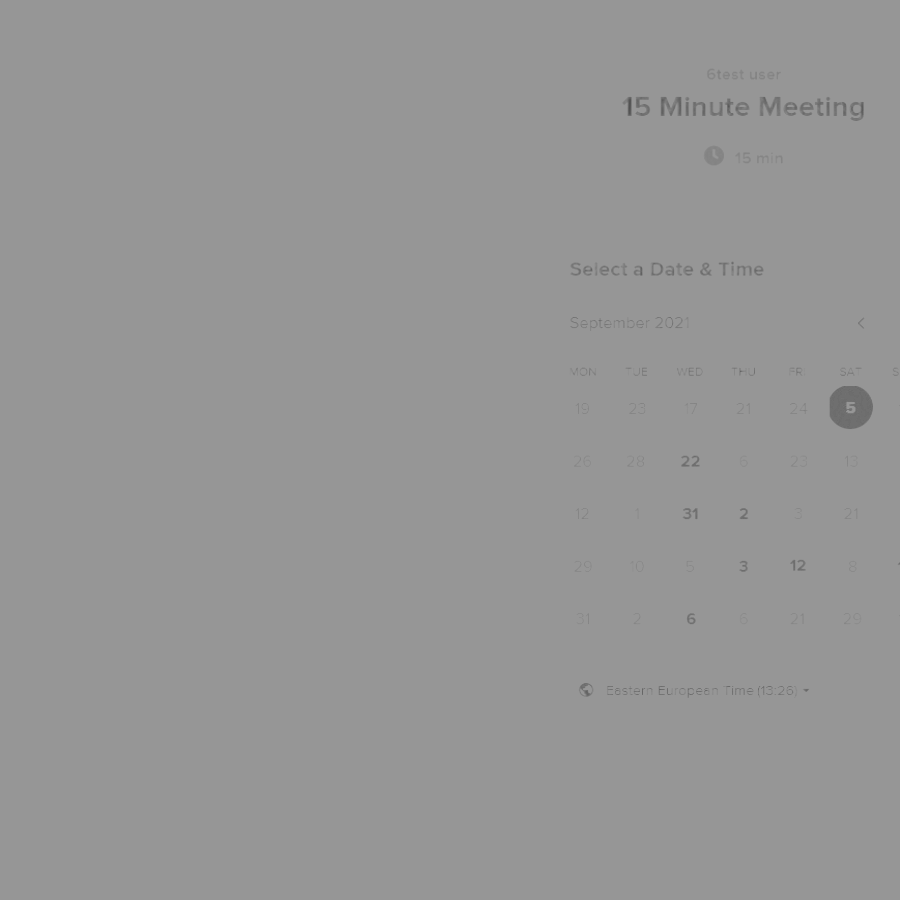 6test user
15 Minute Meeting
15 min
Select a Date & Time
September 2021
MON TUE WED THU FRI SAT
19 23 17 21 24 5
26 28 22 6 23 13
12 1 31 2 3 21
29 10 5 3 12 8
31 2 6 6 21 29
Eastern European Time (13:26)